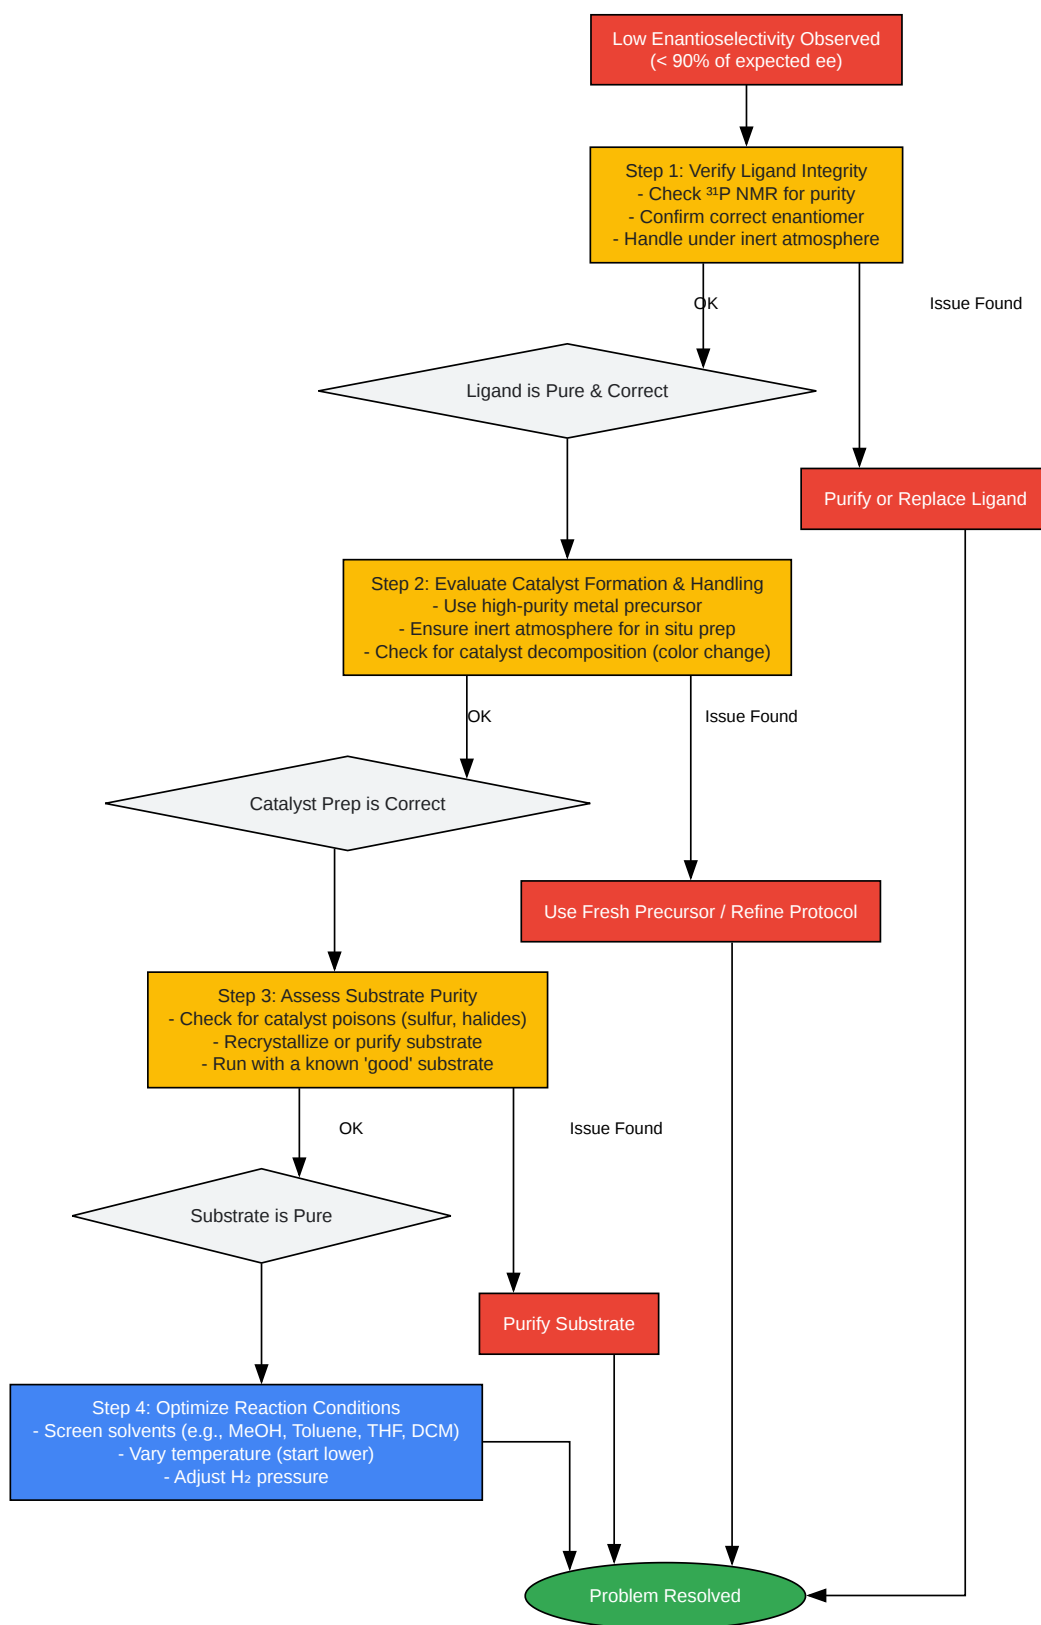 Low Enantioselectivity Observed
(< 90% of expected ee)
Step 1: Verify Ligand Integrity
- Check ³¹P NMR for purity
- Confirm correct enantiomer
- Handle under inert atmosphere
OK
Issue Found
Ligand is Pure & Correct
Purify or Replace Ligand
Step 2: Evaluate Catalyst Formation & Handling
- Use high-purity metal precursor
- Ensure inert atmosphere for in situ prep
- Check for catalyst decomposition (color change)
OK
Issue Found
Catalyst Prep is Correct
Use Fresh Precursor / Refine Protocol
Step 3: Assess Substrate Purity
- Check for catalyst poisons (sulfur, halides)
- Recrystallize or purify substrate
- Run with a known 'good' substrate
OK
Issue Found
Substrate is Pure
Purify Substrate
Step 4: Optimize Reaction Conditions
- Screen solvents (e.g., MeOH, Toluene, THF, DCM)
- Vary temperature (start lower)
- Adjust H₂ pressure
Problem Resolved